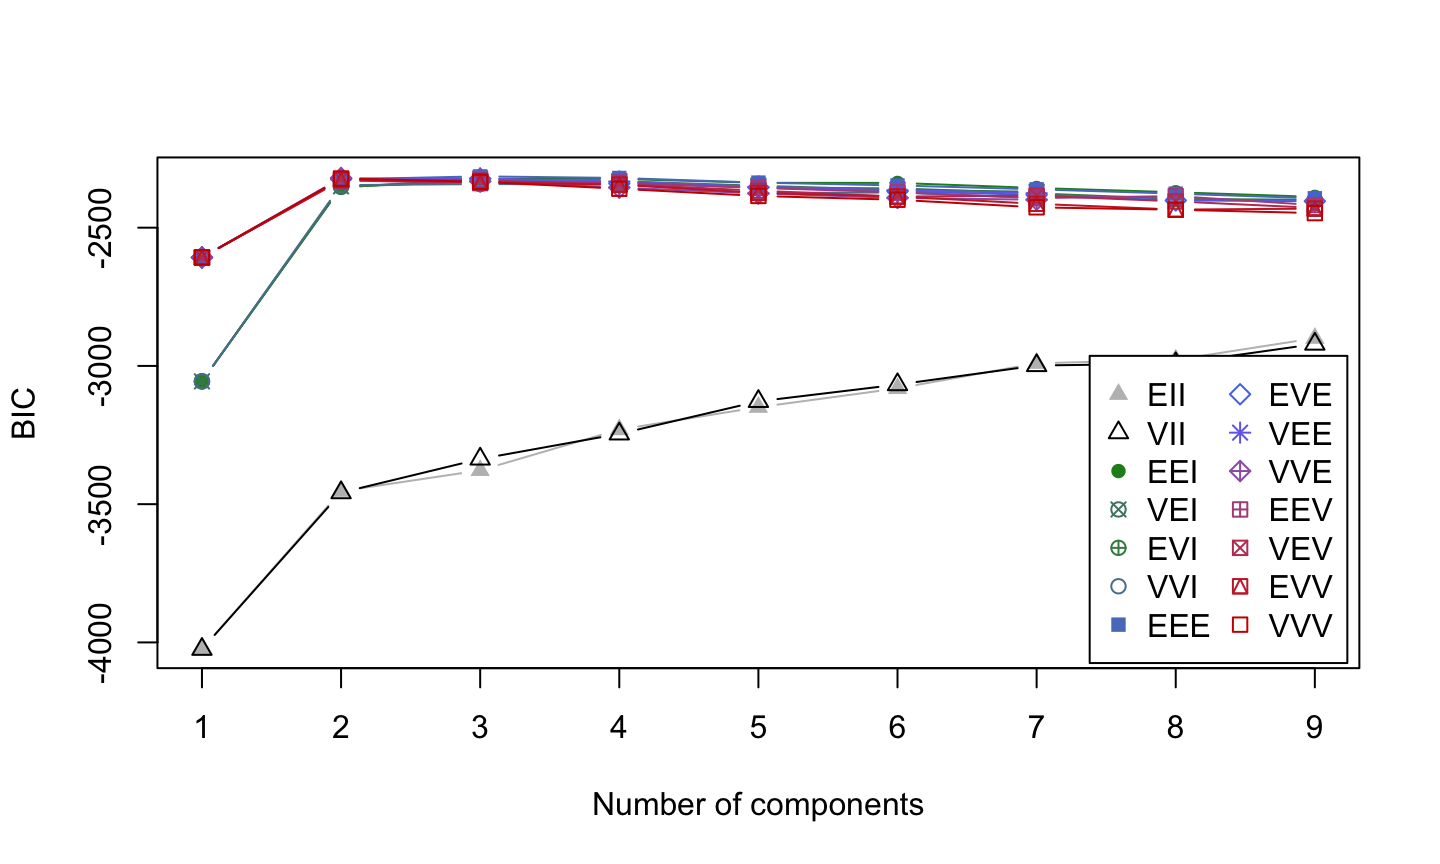 BIC
-2500
-3000
-3500
-4000
EII EVE
VII VEE
EEI VVE
VEI EEV
EVI VEV
VVI EVV
EEE VVV
1 2 3 4 5 6 7 8 9
Number of components